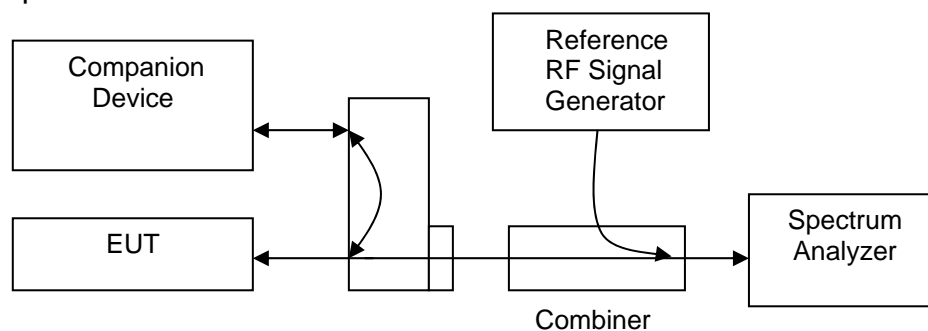 Companion
Device
Reference
RF Signal
Generator
EUT
Spectrum
Analyzer
Combiner